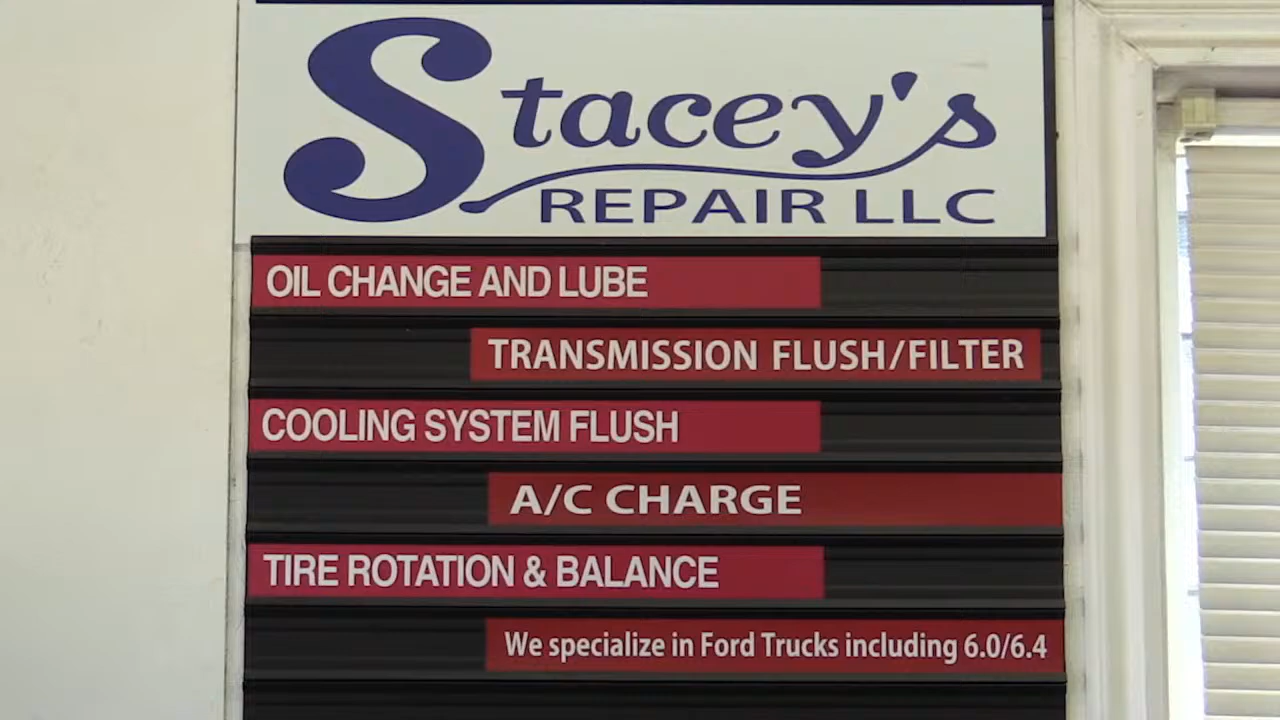 Stacey's
REPAIR LLC
OIL CHANGE AND LUBE
TRANSMISSION FLUSH/FILTER
COOLING SYSTEM FLUSH
A/C CHARGE
TIRE ROTATION & BALANCE
We specialize in Ford Trucks including 6.0/6.4